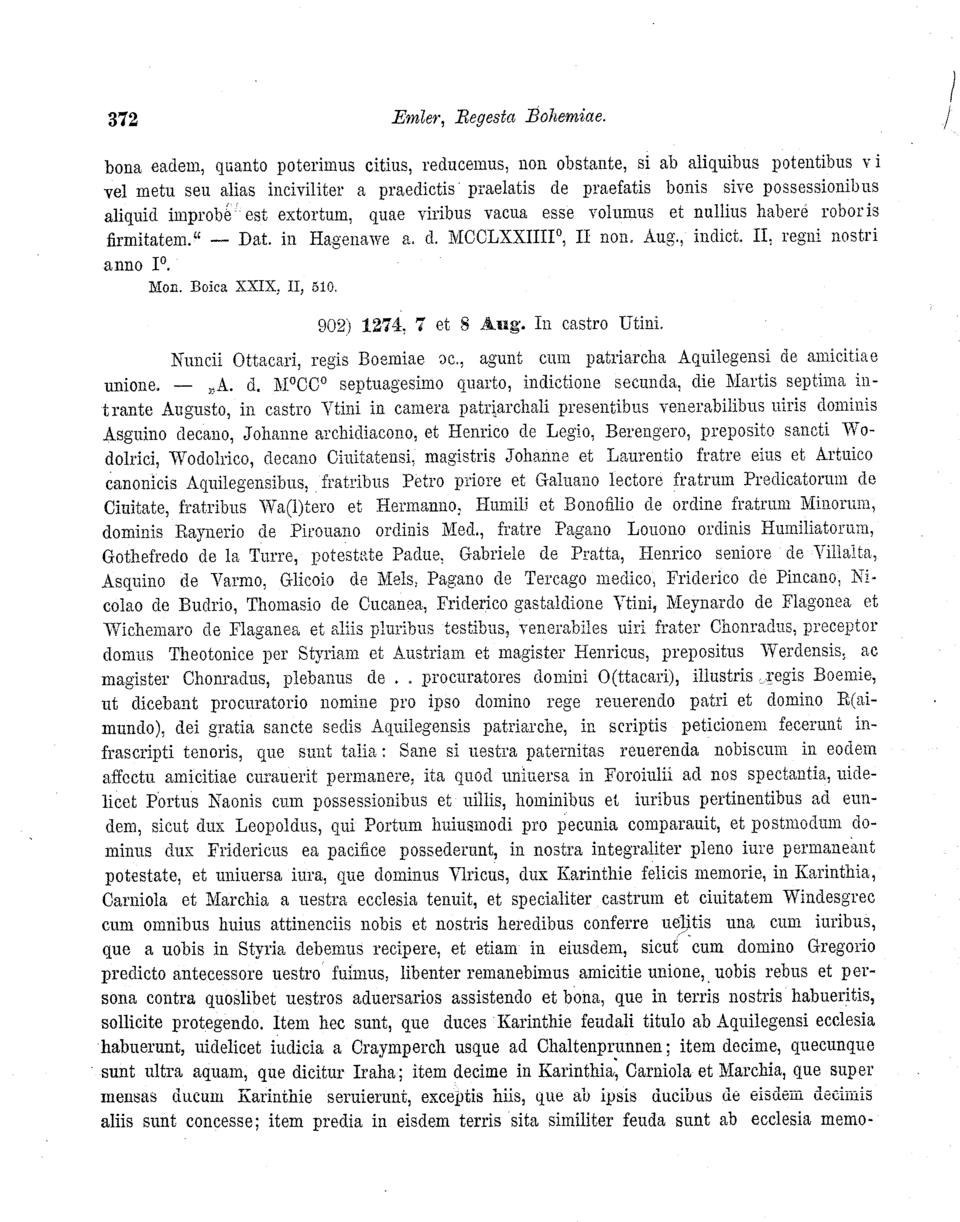 372 Emler, Regesta Bohemiae.
bona eadem, quanto poterimus citius, reducemus, non obstante, si ab aliquibus potentibus vi
vel metu seu alias inciviliter a praedictis praelatis de praefatis bonis sive possessionibus
aliquid improbe est extortum, quae viribus vacua esse volumus et nullius habere roboris
firmitatem.“ — Dat. in Hagenawe a. d. MCCLXXIIII⁰, II non. Aug., indict. II, regni nostri
anno I⁰.
Mon. Boica XXIX, II, 510.
902) 1274, 7 et 8 Aug. In castro Utini.
Nuncii Ottacari, regis Boemiae ɔc., agunt cum patriarcha Aquilegensi de amicitiae
unione. — „A. d. M⁰CC⁰ septuagesimo quarto, indictione secunda, die Martis septima in-
trante Augusto, in castro Vtini in camera patriarchali presentibus venerabilibus uiris dominis
Asguino decano, Johanne archidiacono, et Henrico de Legio, Berengero, preposito sancti Wo-
dolrici, Wodolrico, decano Ciuitatensi, magistris Johanne et Laurentio fratre eius et Artuico
canonicis Aquilegensibus, fratribus Petro priore et Galuano lectore fratrum Predicatorum de
Ciuitate, fratribus Wa(l)tero et Hermanno, Humili et Bonofilio de ordine fratrum Minorum,
dominis Raynerio de Pirouano ordinis Med., fratre Pagano Louono ordinis Humiliatorum,
Gothefredo de la Turre, potestate Padue, Gabriele de Pratta, Henrico seniore de Villalta,
Asquino de Varmo, Glicoio de Mels, Pagano de Tercago medico, Friderico de Pincano, Ni-
colao de Budrio, Thomasio de Cucanea, Friderico gastaldione Vtini, Meynardo de Flagonea et
Wichemaro de Flaganea et aliis pluribus testibus, venerabiles uiri frater Chonradus, preceptor
domus Theotonice per Styriam et Austriam et magister Henricus, prepositus Werdensis, ac
magister Chonradus, plebanus de . . procuratores domini O(ttacari), illustris regis Boemie,
ut dicebant procuratorio nomine pro ipso domino rege reuerendo patri et domino R(ai-
mundo), dei gratia sancte sedis Aquilegensis patriarche, in scriptis peticionem fecerunt in-
frascripti tenoris, que sunt talia: Sane si uestra paternitas reuerenda nobiscum in eodem
affectu amicitiae curauerit permanere, ita quod uniuersa in Foroiulii ad nos spectantia, uide-
licet Portus Naonis cum possessionibus et uillis, hominibus et iuribus pertinentibus ad eun-
dem, sicut dux Leopoldus, qui Portum huiusmodi pro pecunia comparauit, et postmodum do-
minus dux Fridericus ea pacifice possederunt, in nostra integraliter pleno iure permaneant
potestate, et uniuersa iura, que dominus Vlricus, dux Karinthie felicis memorie, in Karinthia,
Carniola et Marchia a uestra ecclesia tenuit, et specialiter castrum et ciuitatem Windesgrec
cum omnibus huius attinenciis nobis et nostris heredibus conferre uelitis una cum iuribus,
que a uobis in Styria debemus recipere, et etiam in eiusdem, sicut cum domino Gregorio
predicto antecessore uestro fuimus, libenter remanebimus amicitie unione, uobis rebus et per-
sona contra quoslibet uestros aduersarios assistendo et bona, que in terris nostris habueritis,
sollicite protegendo. Item hec sunt, que duces Karinthie feudali titulo ab Aquilegensi ecclesia
habuerunt, uidelicet iudicia a Craymperch usque ad Chaltenprunnen; item decime, quecunque
sunt ultra aquam, que dicitur Iraha; item decime in Karinthia, Carniola et Marchia, que super
mensas ducum Karinthie seruierunt, exceptis hiis, que ab ipsis ducibus de eisdem decimis
aliis sunt concesse; item predia in eisdem terris sita similiter feuda sunt ab ecclesia memo-